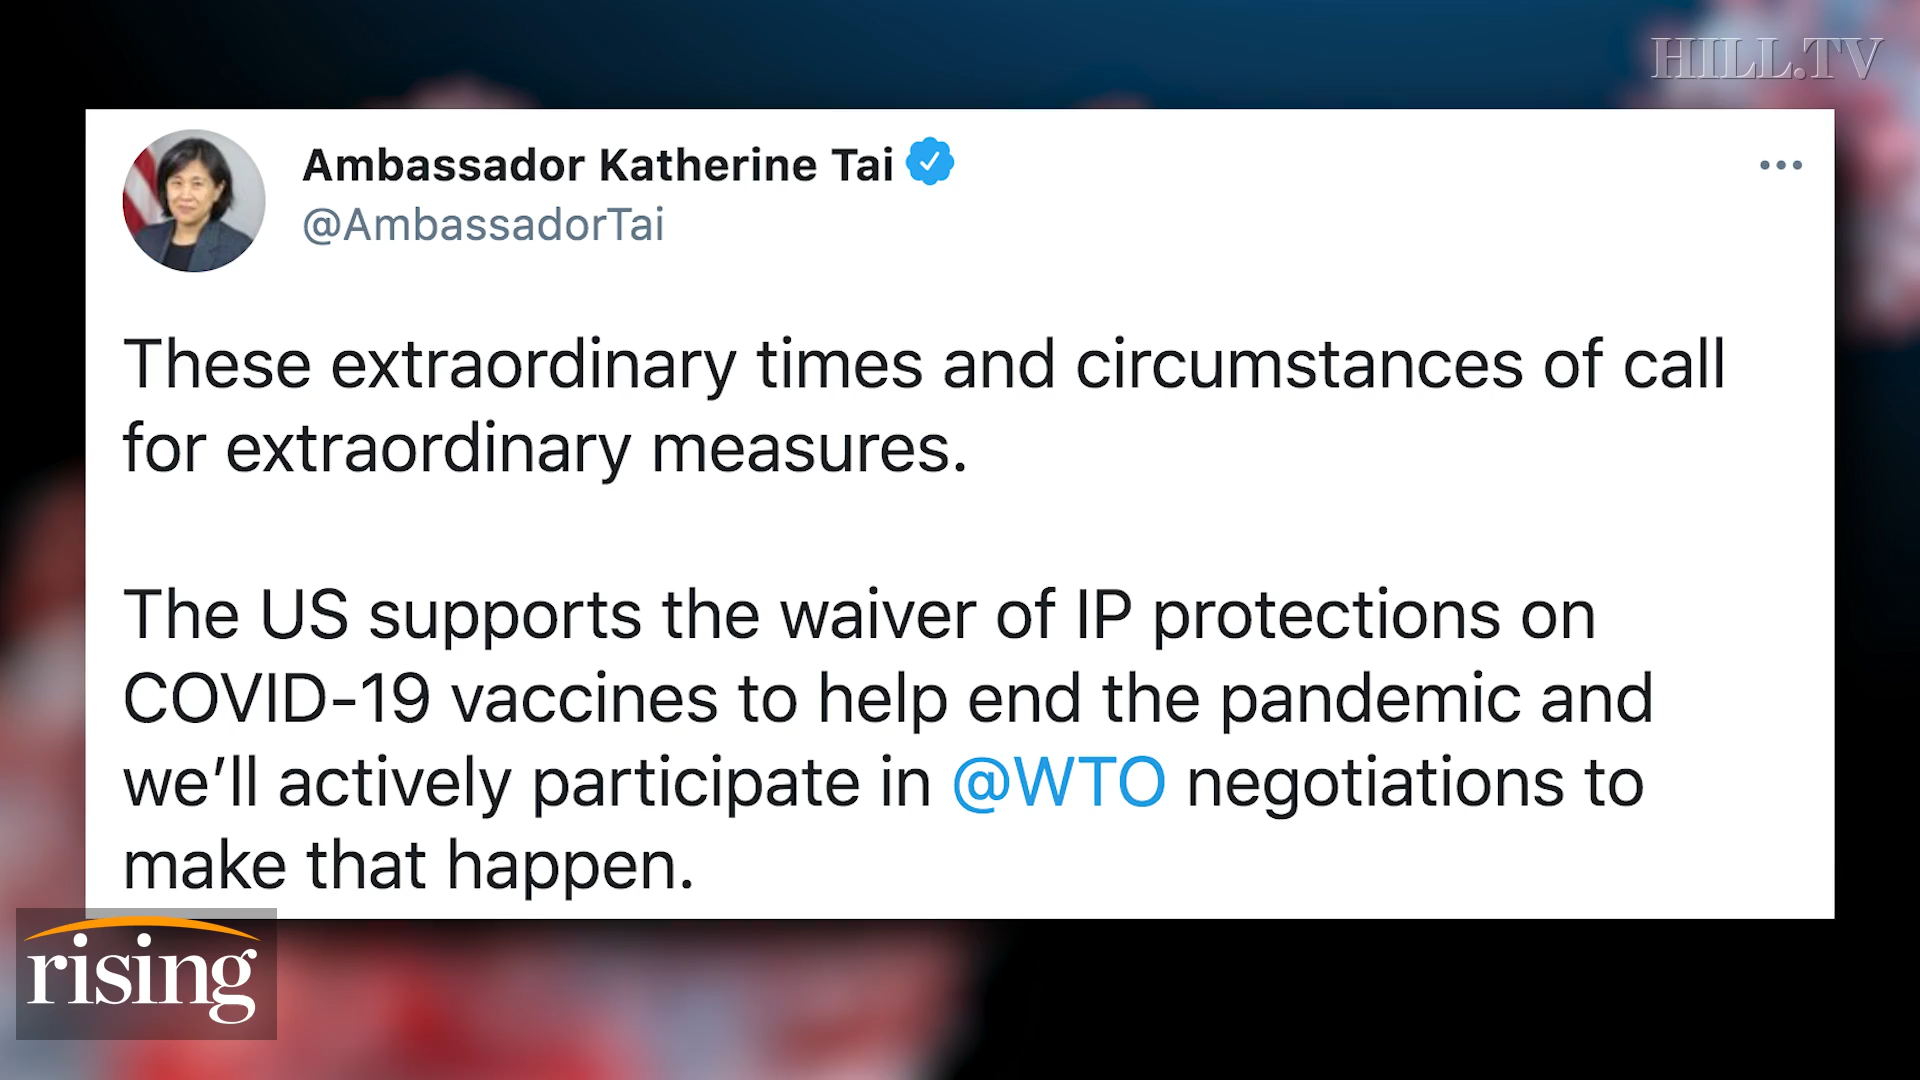 HILL.TV
Ambassador Katherine Tai
@AmbassadorTai
These extraordinary times and circumstances of call
for extraordinary measures.
The US supports the waiver of IP protections on
COVID-19 vaccines to help end the pandemic and
we’ll actively participate in @WTO negotiations to
make that happen.
rising